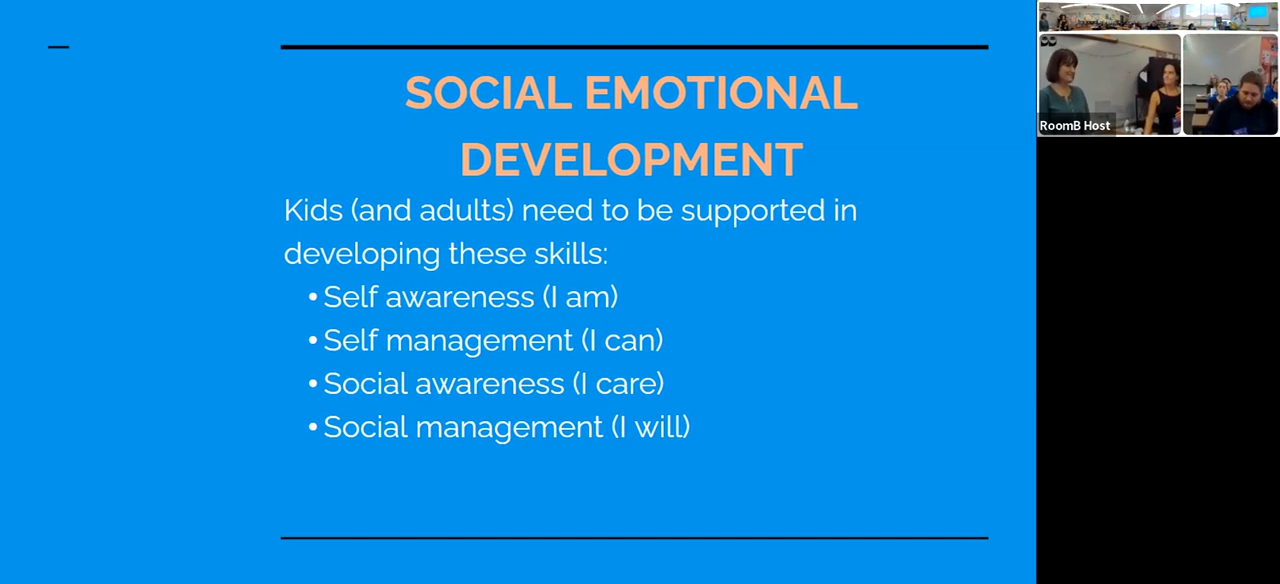 SOCIAL EMOTIONAL
DEVELOPMENT
Kids (and adults) need to be supported in
developing these skills:
• Self awareness (I am)
• Self management (I can)
• Social awareness (I care)
• Social management (I will)
RoomB Host